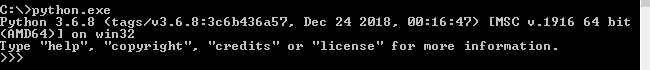 C:\>python.exe
Python 3.6.8 (tags/v3.6.8:3c6b436a57, Dec 24 2018, 00:16:47) [MSC v.1916 64 bit
(AMD64)] on win32
Type "help", "copyright", "credits" or "license" for more information.
>>>